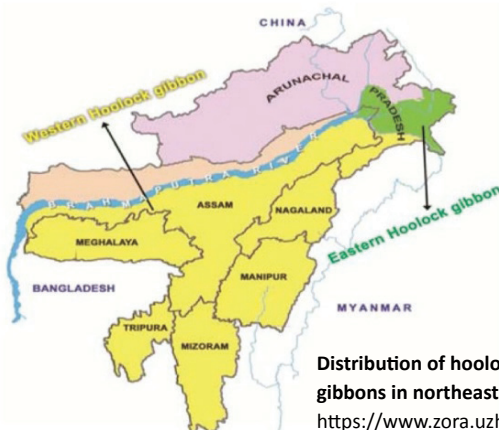 CHINA
ARUNACHAL
PRADESH
Western Hoolock gibbon
BRAHMAPUTRA RIVER
ASSAM
NAGALAND
MEGHALAYA
Eastern Hoolock gibbon
MANIPUR
BANGLADESH
MYANMAR
TRIPURA
MIZORAM
Distribution of hoolo
gibbons in northeast
https://www.zora.uzh